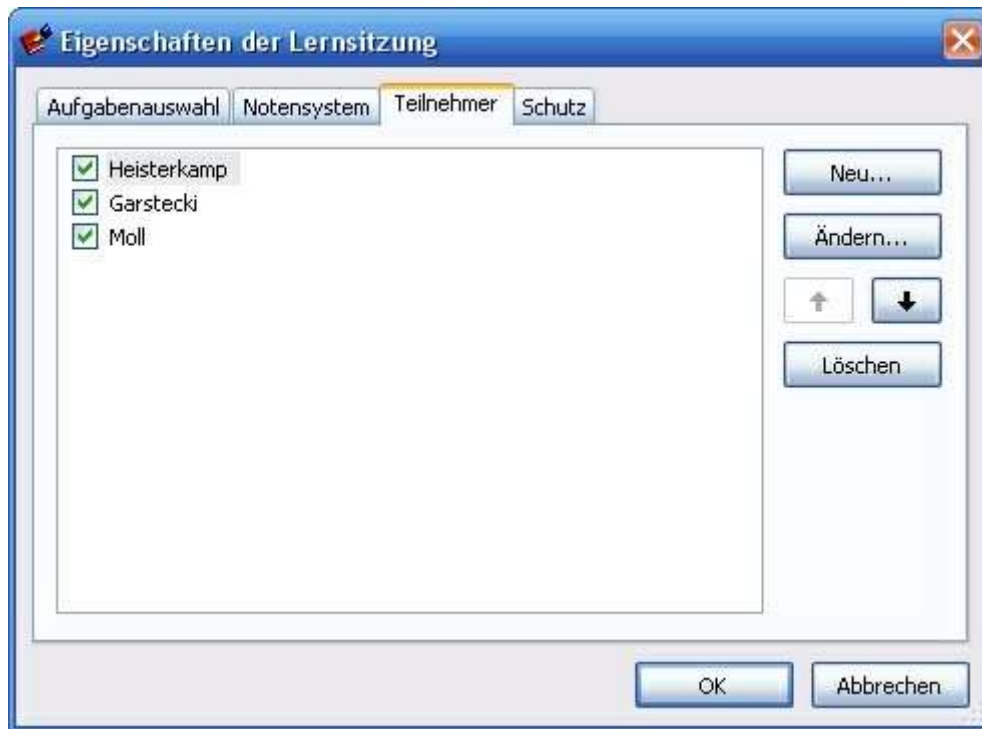 Eigenschaften der Lernsitzung
Aufgabenauswahl Notensystem Teilnehmer Schutz
Heisterkamp
Garstecki
Moll
Neu...
Ändern...
Löschen
OK Abbrechen